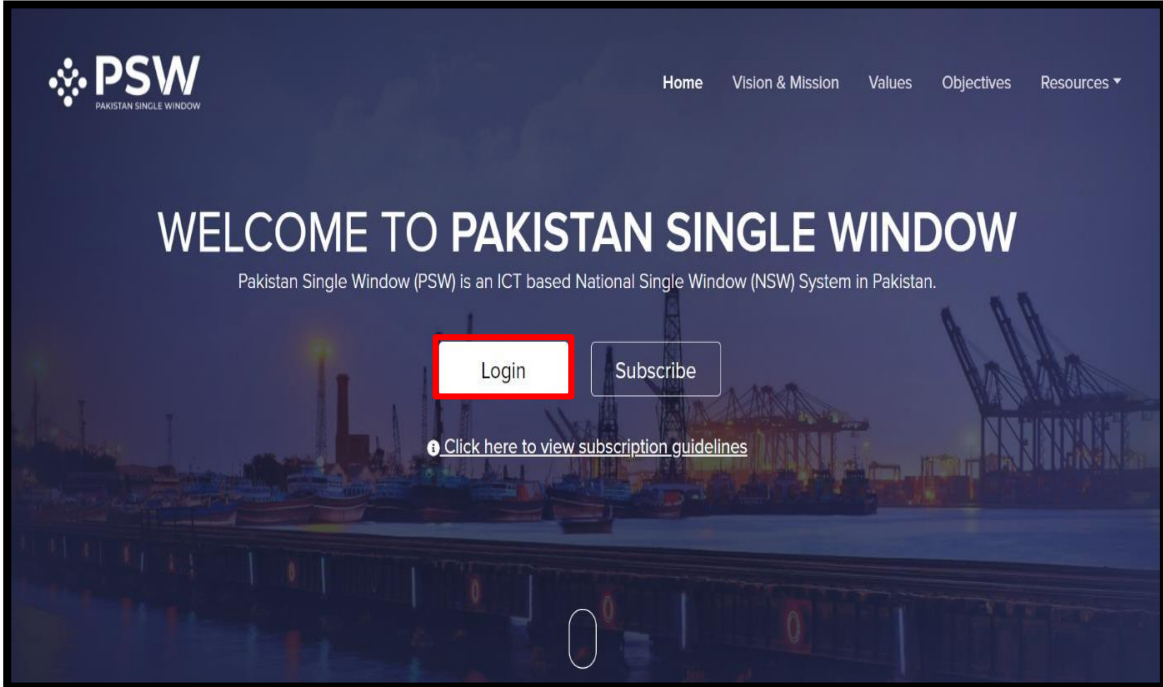 PSW
PAKISTAN SINGLE WINDOW
Home Vision & Mission Values Objectives Resources
WELCOME TO PAKISTAN SINGLE WINDOW
Pakistan Single Window (PSW) is an ICT based National Single Window (NSW) System in Pakistan.
Login Subscribe
Click here to view subscription guidelines